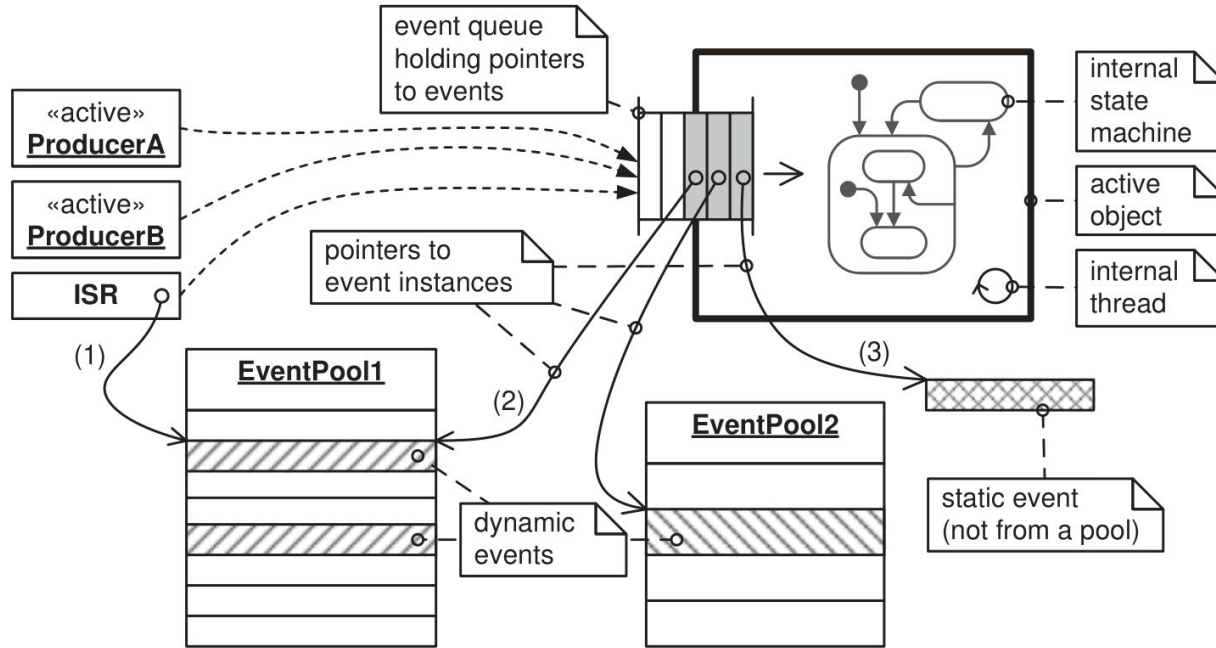 event queue
holding pointers
to events
internal
state
machine
«active»
ProducerA
«active»
ProducerB
active
object
pointers to
event instances
ISR
internal
thread
(1)
(2)
(3)
EventPool1
EventPool2
static event
(not from a pool)
dynamic
events